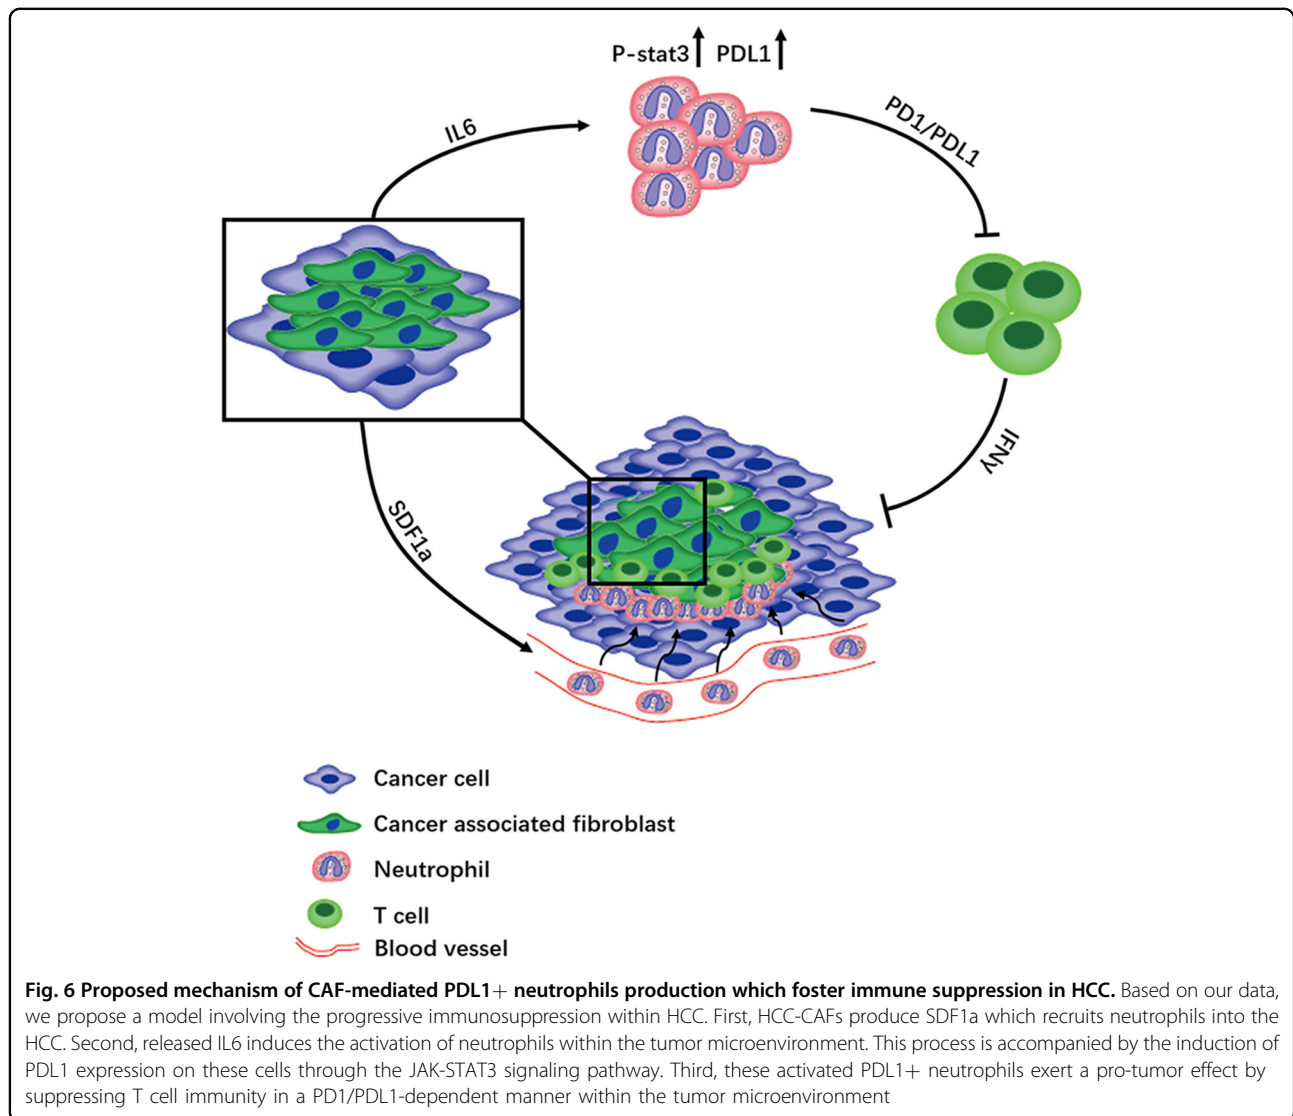 P-stat3 PDL1
IL6
PD1/PDL1
IFNγ
SDF1a
Cancer cell
Cancer associated fibroblast
Neutrophil
T cell
Blood vessel
Fig. 6 Proposed mechanism of CAF-mediated PDL1+ neutrophils production which foster immune suppression in HCC. Based on our data,
we propose a model involving the progressive immunosuppression within HCC. First, HCC-CAFs produce SDF1a which recruits neutrophils into the
HCC. Second, released IL6 induces the activation of neutrophils within the tumor microenvironment. This process is accompanied by the induction of
PDL1 expression on these cells through the JAK-STAT3 signaling pathway. Third, these activated PDL1+ neutrophils exert a pro-tumor effect by
suppressing T cell immunity in a PD1/PDL1-dependent manner within the tumor microenvironment